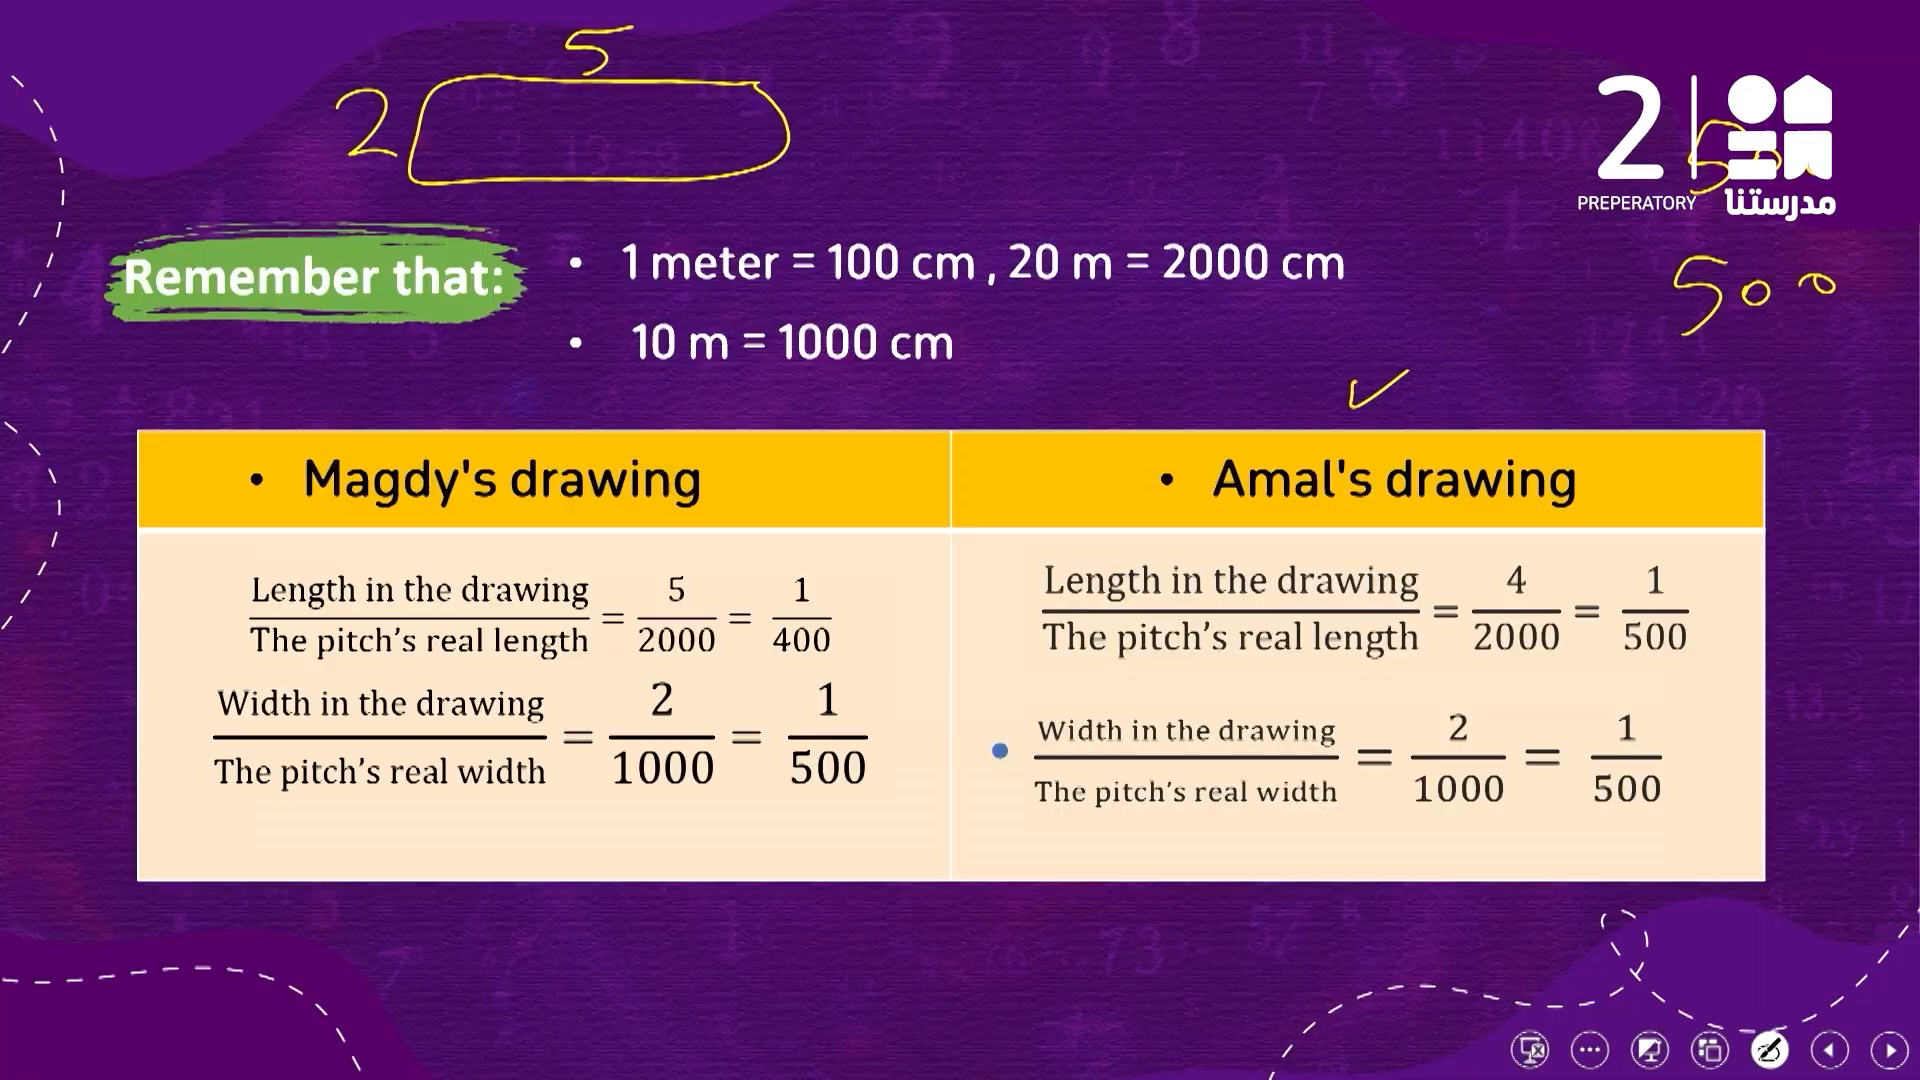 5
2
2
PREPERATORY
مدرستنا
Remember that:
• 1 meter = 100 cm , 20 m = 2000 cm
• 10 m = 1000 cm
500
• Magdy's drawing
• Amal's drawing
Length in the drawing / The pitch's real length = 5/2000 = 1/400
Width in the drawing / The pitch's real width = 2/1000 = 1/500
Length in the drawing / The pitch's real length = 4/2000 = 1/500
• Width in the drawing / The pitch's real width = 2/1000 = 1/500